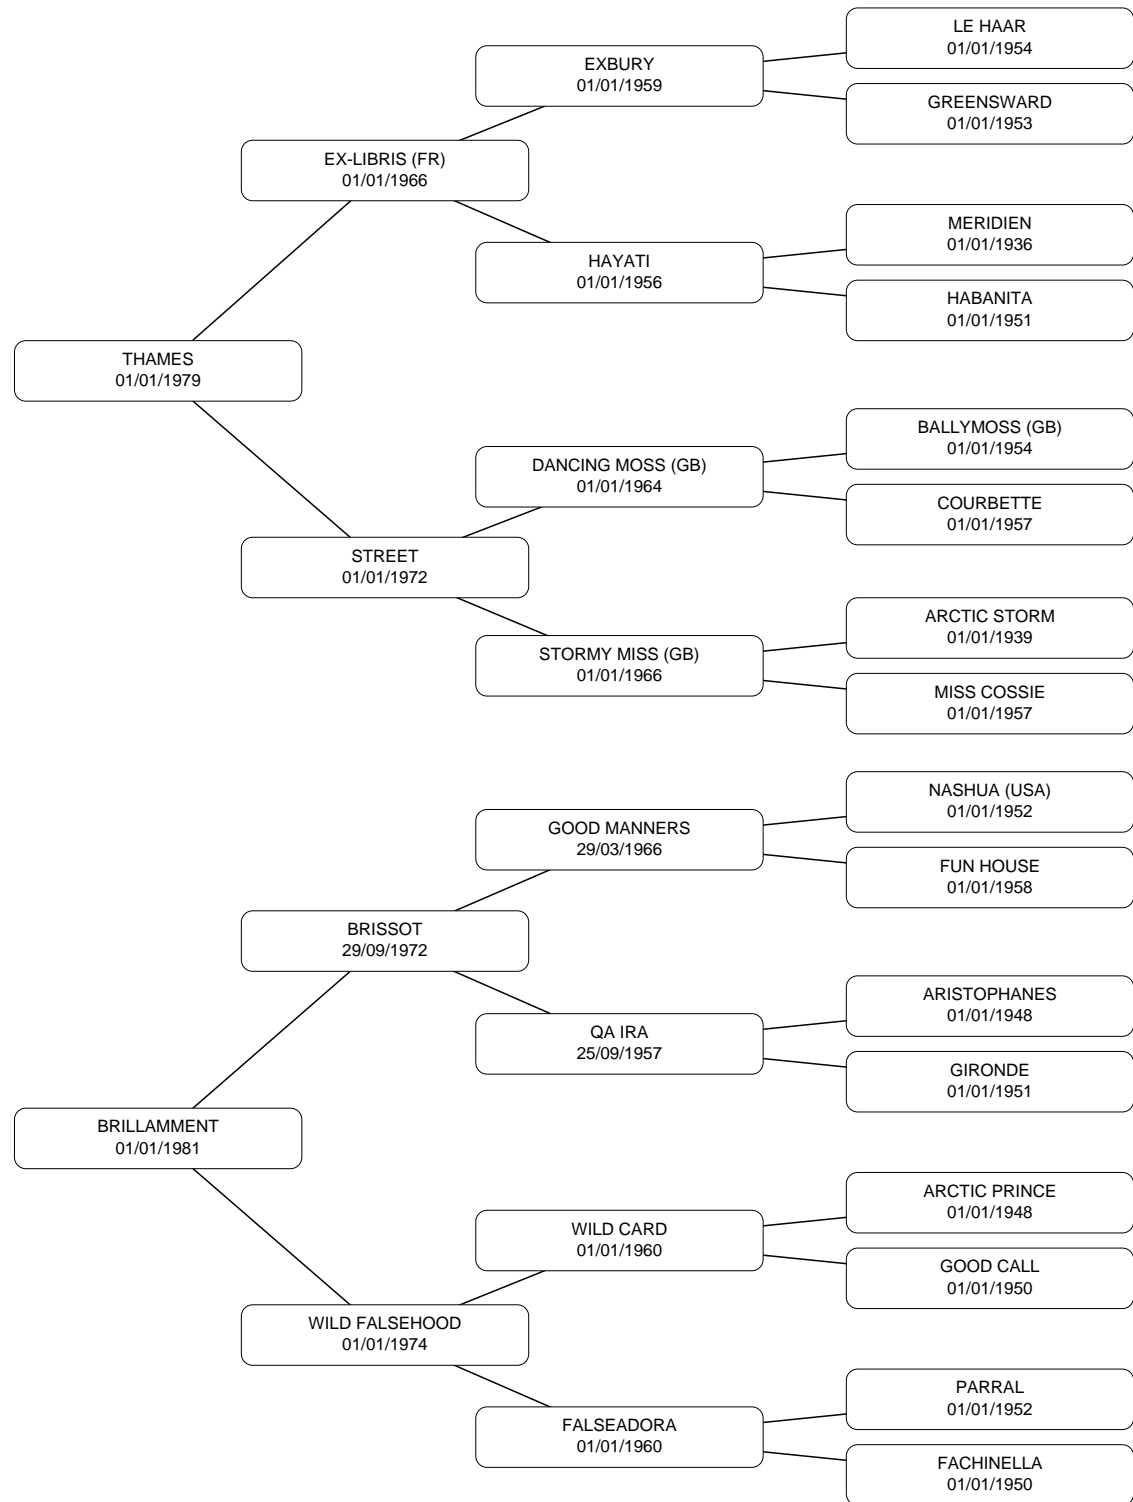 LE HAAR
01/01/1954
EXBURY
01/01/1959
GREENSWARD
01/01/1953
EX-LIBRIS (FR)
01/01/1966
MERIDIEN
01/01/1936
HAYATI
01/01/1956
HABANITA
01/01/1951
THAMES
01/01/1979
BALLYMOSS (GB)
01/01/1954
DANCING MOSS (GB)
01/01/1964
COURBETTE
01/01/1957
STREET
01/01/1972
ARCTIC STORM
01/01/1939
STORMY MISS (GB)
01/01/1966
MISS COSSIE
01/01/1957
NASHUA (USA)
01/01/1952
GOOD MANNERS
29/03/1966
FUN HOUSE
01/01/1958
BRISSOT
29/09/1972
ARISTOPHANES
01/01/1948
QA IRA
25/09/1957
GIRONDE
01/01/1951
BRILLAMMENT
01/01/1981
ARCTIC PRINCE
01/01/1948
WILD CARD
01/01/1960
GOOD CALL
01/01/1950
WILD FALSEHOOD
01/01/1974
PARRAL
01/01/1952
FALSEADORA
01/01/1960
FACHINELLA
01/01/1950